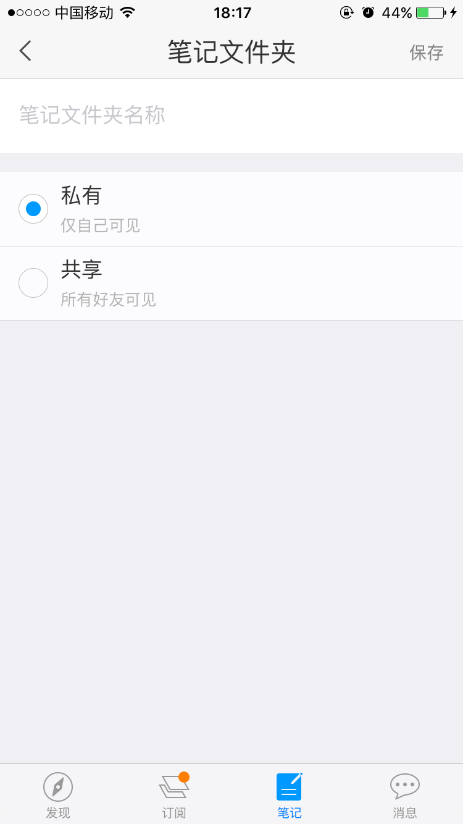 中国移动 18:17 44%
笔记文件夹 保存
笔记文件夹名称
私有
仅自己可见
共享
所有好友可见
发现 订阅 笔记 消息